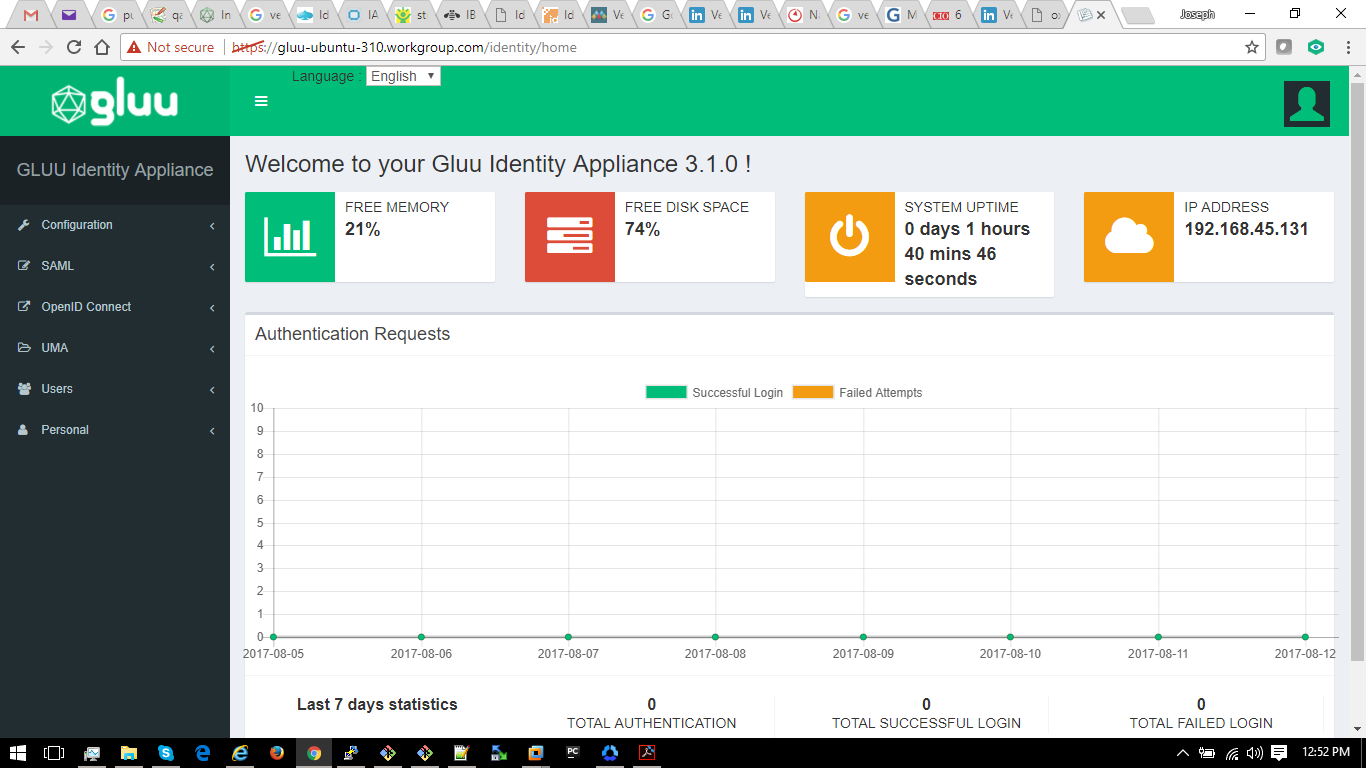 qa
In
ve
Id
IA
st
IB
Id
Id
Ve
G
Ve
Ve
N
ve
M
6
Ve
Joseph
Not secure
https://gluu-ubuntu-310.workgroup.com/identity/home
gluu
Language : English
GLUU Identity Appliance
Welcome to your Gluu Identity Appliance 3.1.0 !
Configuration
SAML
OpenID Connect
UMA
Users
Personal
FREE MEMORY
21%
FREE DISK SPACE
74%
SYSTEM UPTIME
0 days 1 hours
40 mins 46
seconds
IP ADDRESS
192.168.45.131
Authentication Requests
Successful Login Failed Attempts
10
9
8
7
6
5
4
3
2
1
0
2017-08-05 2017-08-06 2017-08-07 2017-08-08 2017-08-09 2017-08-10 2017-08-11 2017-08-12
Last 7 days statistics
0
TOTAL AUTHENTICATION
0
TOTAL SUCCESSFUL LOGIN
0
TOTAL FAILED LOGIN
12:52 PM